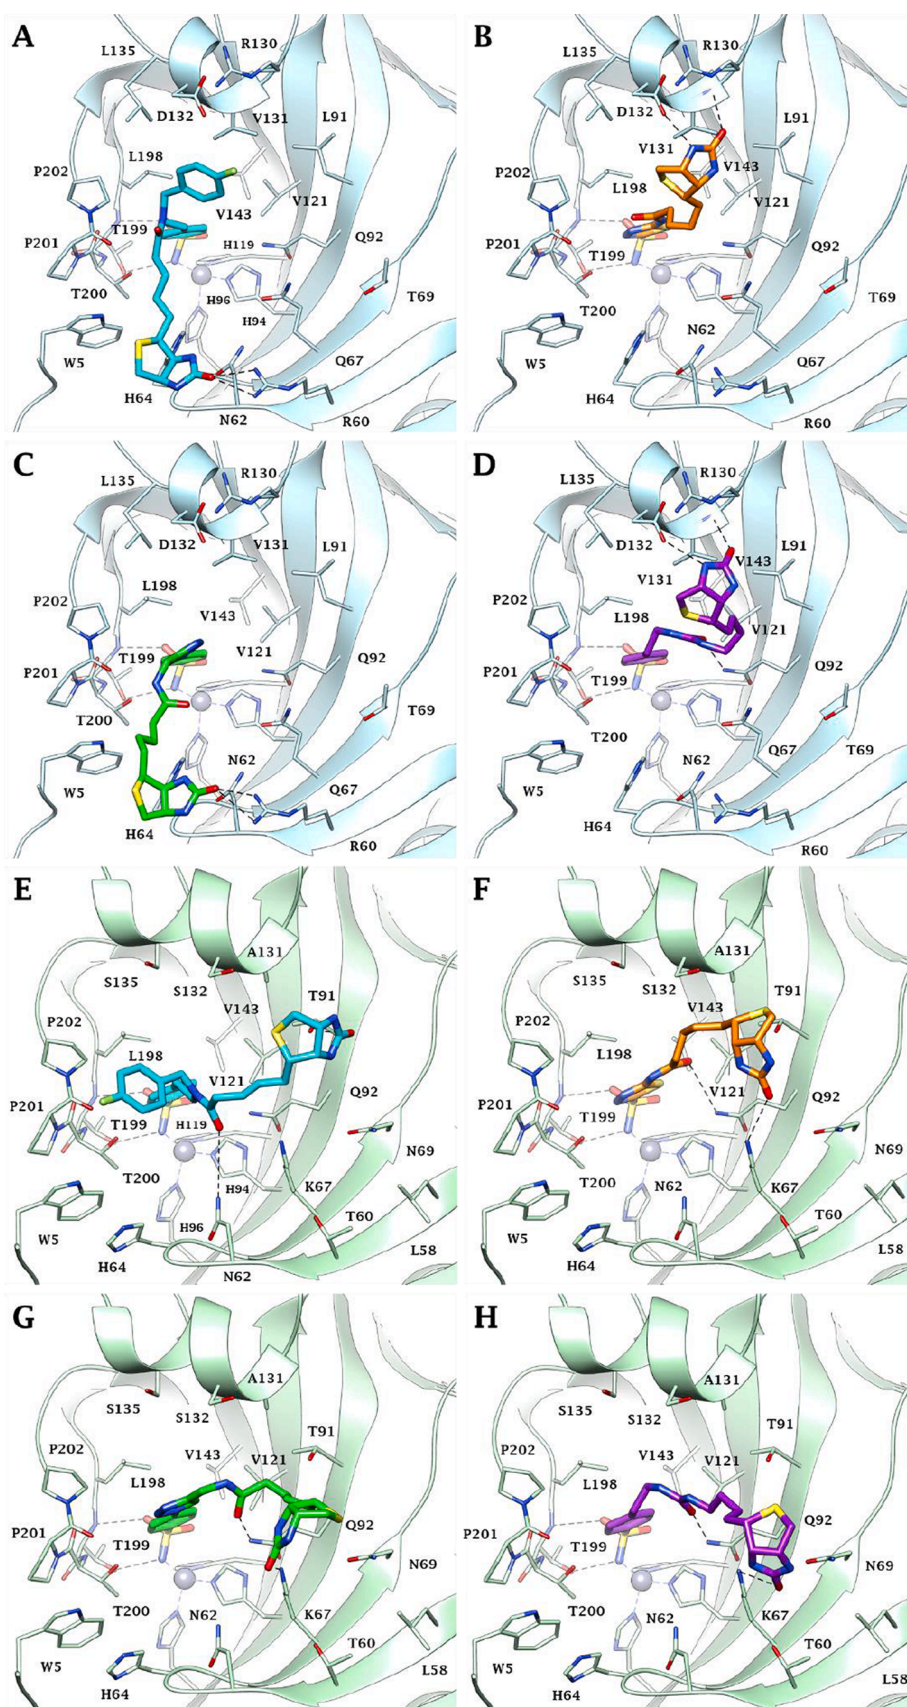 A
R130
L135
D132
V131
L91
L198
P202
V143
V121
T199
H119
Q92
P201
T200
H96
T69
H94
W5
Q67
H64
N62
R60
B
R130
L135
D132
L91
V131
V143
P202
L198
V121
Q92
P201
T199
T69
T200
N62
W5
Q67
H64
R60
C
R130
L135
D132
V131
L91
L198
P202
V143
V121
T199
Q92
P201
T200
T69
N62
W5
Q67
H64
R60
D
R130
L135
D132
V143
L91
V131
P202
L198
V121
Q92
P201
T199
T200
T69
N62
Q67
W5
H64
R60
E
A131
S135
S132
T91
V143
P202
L198
V121
Q92
P201
T199
H119
N69
T200
H94
K67
H96
T60
W5
L58
H64
N62
F
A131
S135
S132
T91
V143
P202
L198
V121
Q92
P201
T199
N69
T200
N62
K67
T60
W5
L58
H64
G
A131
S135
S132
T91
P202
V143
V121
L198
Q92
P201
T199
N69
T200
N62
K67
T60
W5
L58
H64
H
A131
S135
S132
T91
P202
V143
V121
L198
Q92
P201
T199
N69
T200
N62
K67
T60
W5
L58
H64